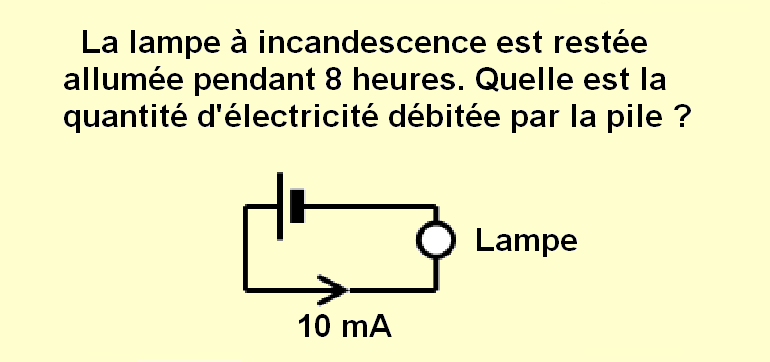 La lampe à incandescence est restée
allumée pendant 8 heures. Quelle est la
quantité d'électricité débitée par la pile ?
Lampe
10 mA